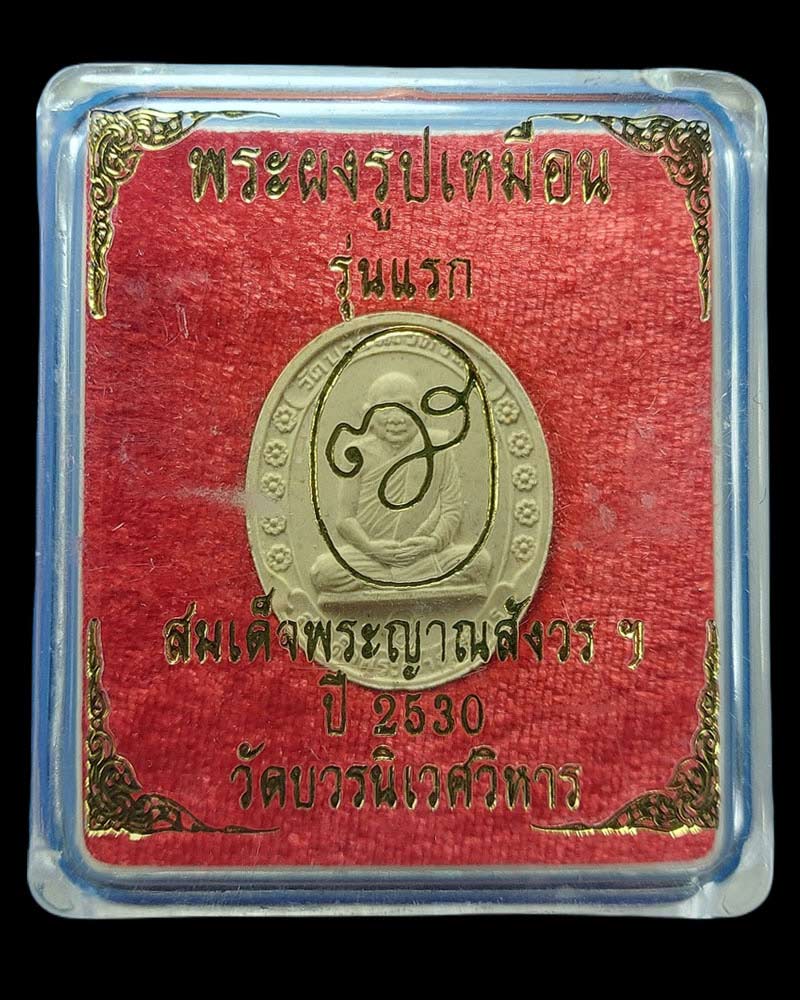 พระผงรูปเหมือน
รุ่นแรก
สมเด็จพระญาณสังวร ฯ
ปี 2530
วัดบวรนิเวศวิหาร